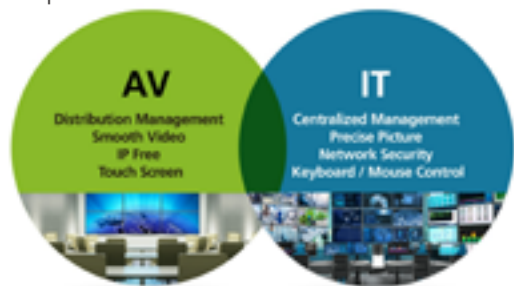 AV
Distribution Management
Smooth Video
IP Free
Touch Screen
IT
Centralized Management
Precise Picture
Network Security
Keyboard / Mouse Control